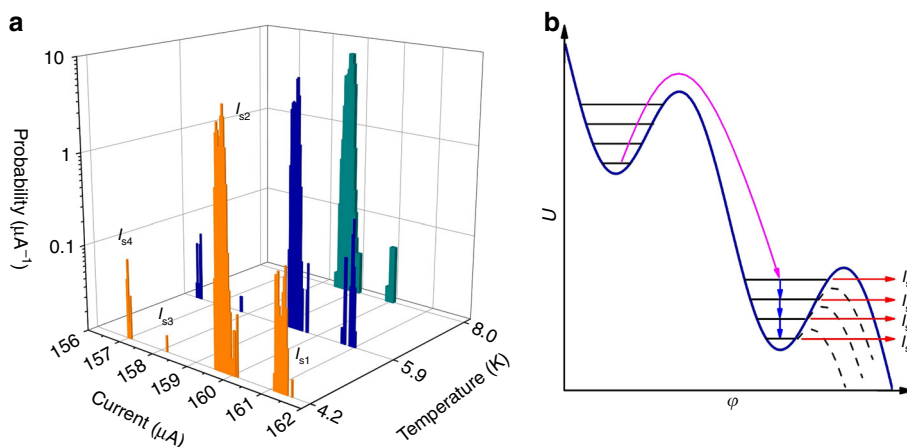 a
b
10
1
0.1
Probability (μA⁻¹)
I_s2
I_s4
I_s3
I_s1
156
157
158
159
160
161
162
Current (μA)
4.2
5.9
8.0
Temperature (K)
U
φ